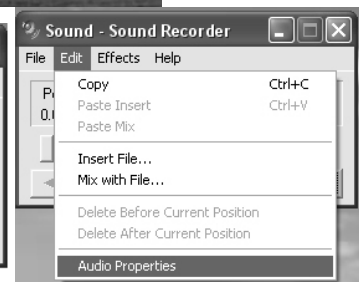 Sound - Sound Recorder
File Edit Effects Help
Copy Ctrl+C
Paste Insert Ctrl+V
Paste Mix
Insert File...
Mix with File...
Delete Before Current Position
Delete After Current Position
Audio Properties